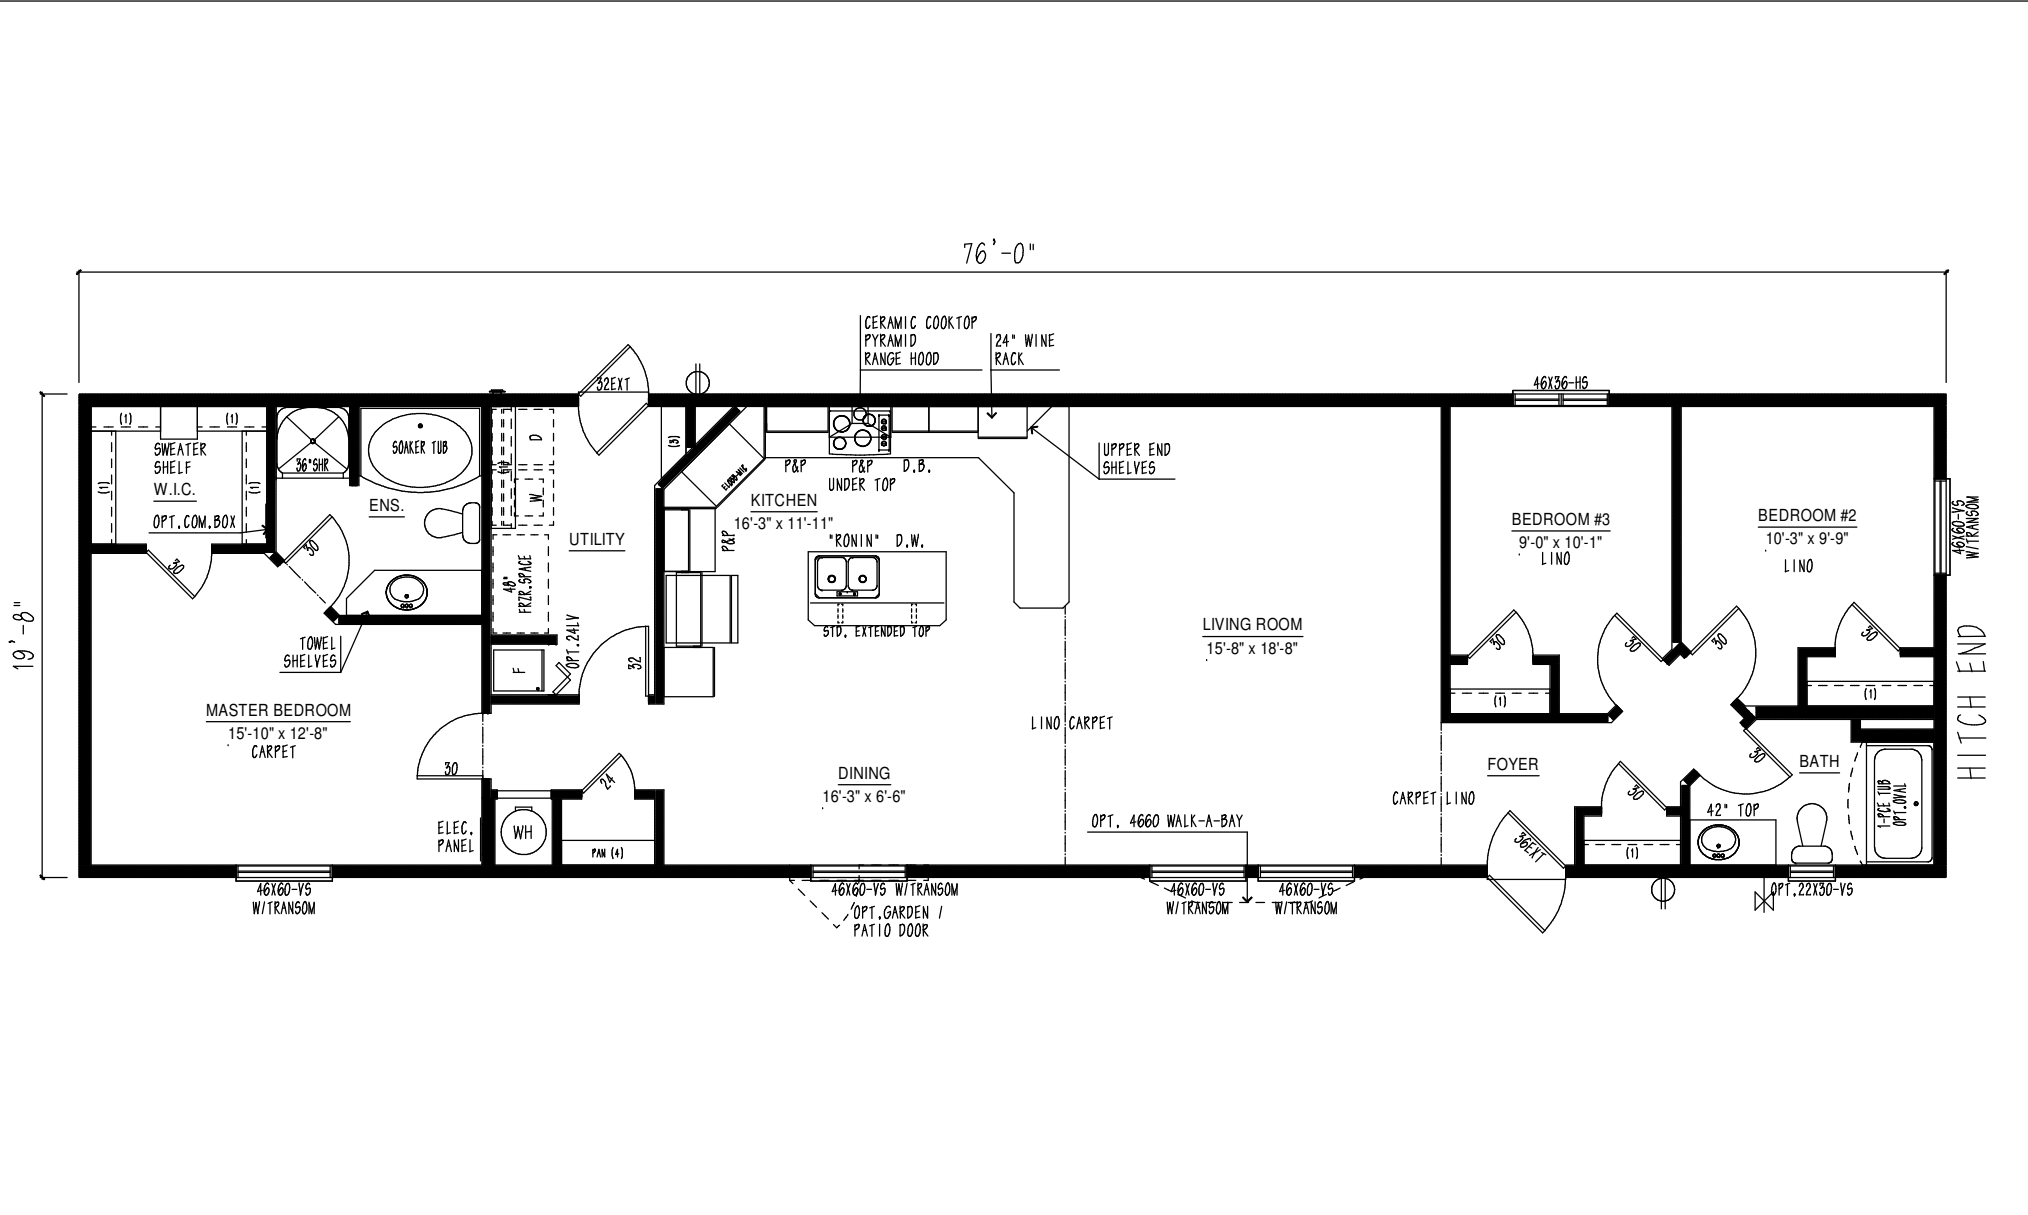 76'-0"
19'-8"
CERAMIC COOKTOP
PYRAMID
RANGE HOOD
24" WINE
RACK
32EXT
46X36-HS
(1)
(1)
SWEATER
SHELF
W.I.C.
(1)
(1)
OPT.COM.BOX
30
36"SHR
SOAKER TUB
ENS.
30
TOWEL
SHELVES
MASTER BEDROOM
15'-10" x 12'-8"
CARPET
30
ELEC.
PANEL
46X60-VS
W/TRANSOM
D
W
UTILITY
48"
FRZR.SPACE
OPT.24LV
F
32
(3)
24
WH
PAN (4)
P&P
P&P
D.B.
UNDER TOP
KITCHEN
16'-3" x 11'-11"
P&P
"RONIN" D.W.
STD. EXTENDED TOP
UPPER END
SHELVES
DINING
16'-3" x 6'-6"
46X60-VS W/TRANSOM
OPT.GARDEN /
PATIO DOOR
LINO CARPET
LIVING ROOM
15'-8" x 18'-8"
OPT. 4660 WALK-A-BAY
46X60-VS
W/TRANSOM
46X60-VS
W/TRANSOM
CARPET LINO
FOYER
36EXT
BEDROOM #3
9'-0" x 10'-1"
LINO
30
(1)
30
BEDROOM #2
10'-3" x 9'-9"
LINO
30
30
(1)
46X60-VS
W/TRANSOM
HITCH END
30
(1)
30
BATH
42" TOP
1-PCE TUB
OPT.OVAL
OPT.22X30-VS